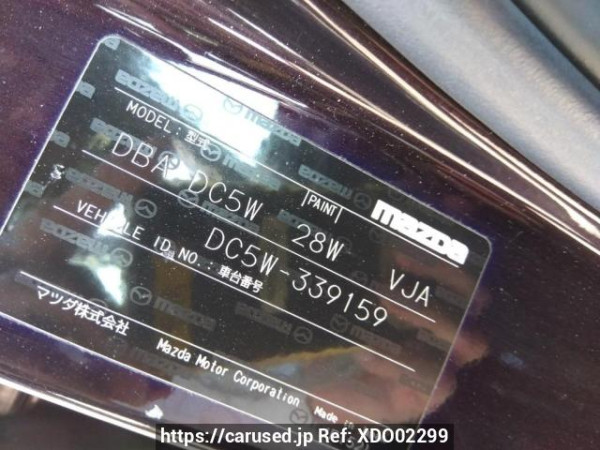 mazda
MODEL:型式
DBA-DC5W PAINT 28W VJA
VEHICLE ID NO.:車台番号
DC5W-339159
マツダ株式会社 Mazda Motor Corporation Made in
https://carused.jp Ref: XDO02299